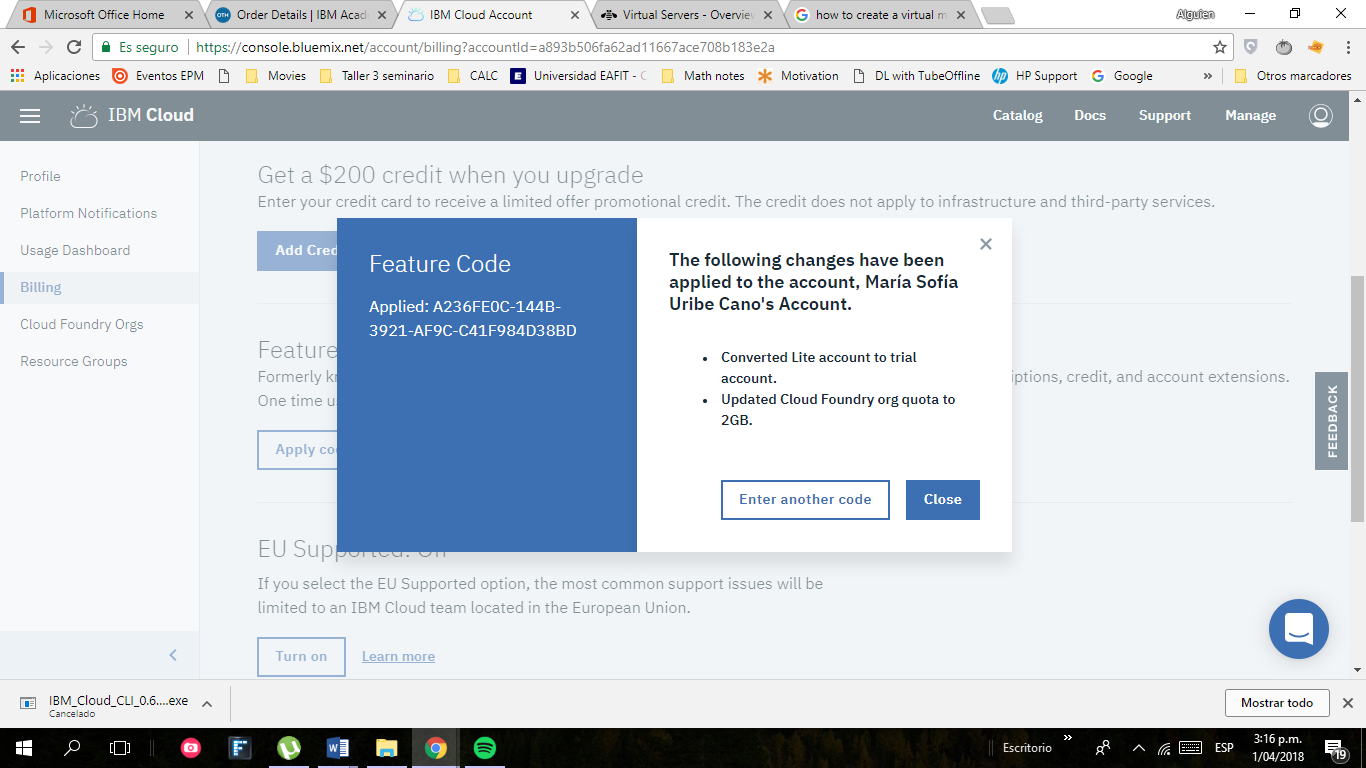 Microsoft Office Home
Order Details | IBM Acad
IBM Cloud Account
Virtual Servers - Overview
how to create a virtual m
Alguien
Es seguro
https://console.bluemix.net/account/billing?accountId=a893b506fa62ad11667ace708b183e2a
Aplicaciones
Eventos EPM
Movies
Taller 3 seminario
CALC
Universidad EAFIT - C
Math notes
Motivation
DL with TubeOffline
HP Support
Google
»
Otros marcadores
IBM Cloud
Catalog
Docs
Support
Manage
Profile
Platform Notifications
Usage Dashboard
Billing
Cloud Foundry Orgs
Resource Groups
Get a $200 credit when you upgrade
Enter your credit card to receive a limited offer promotional credit. The credit does not apply to infrastructure and third-party services.
Add Cred
Feature
Formerly kr
iptions, credit, and account extensions.
One time u
Apply co
Feature Code
Applied: A236FE0C-144B-
3921-AF9C-C41F984D38BD
The following changes have been
applied to the account, María Sofía
Uribe Cano's Account.
• Converted Lite account to trial
account.
• Updated Cloud Foundry org quota to
2GB.
Enter another code
Close
FEEDBACK
EU Supported: Off
If you select the EU Supported option, the most common support issues will be
limited to an IBM Cloud team located in the European Union.
Turn on
Learn more
IBM_Cloud_CLI_0.6....exe
Cancelado
Mostrar todo
Escritorio
»
ESP
3:16 p.m.
1/04/2018
19